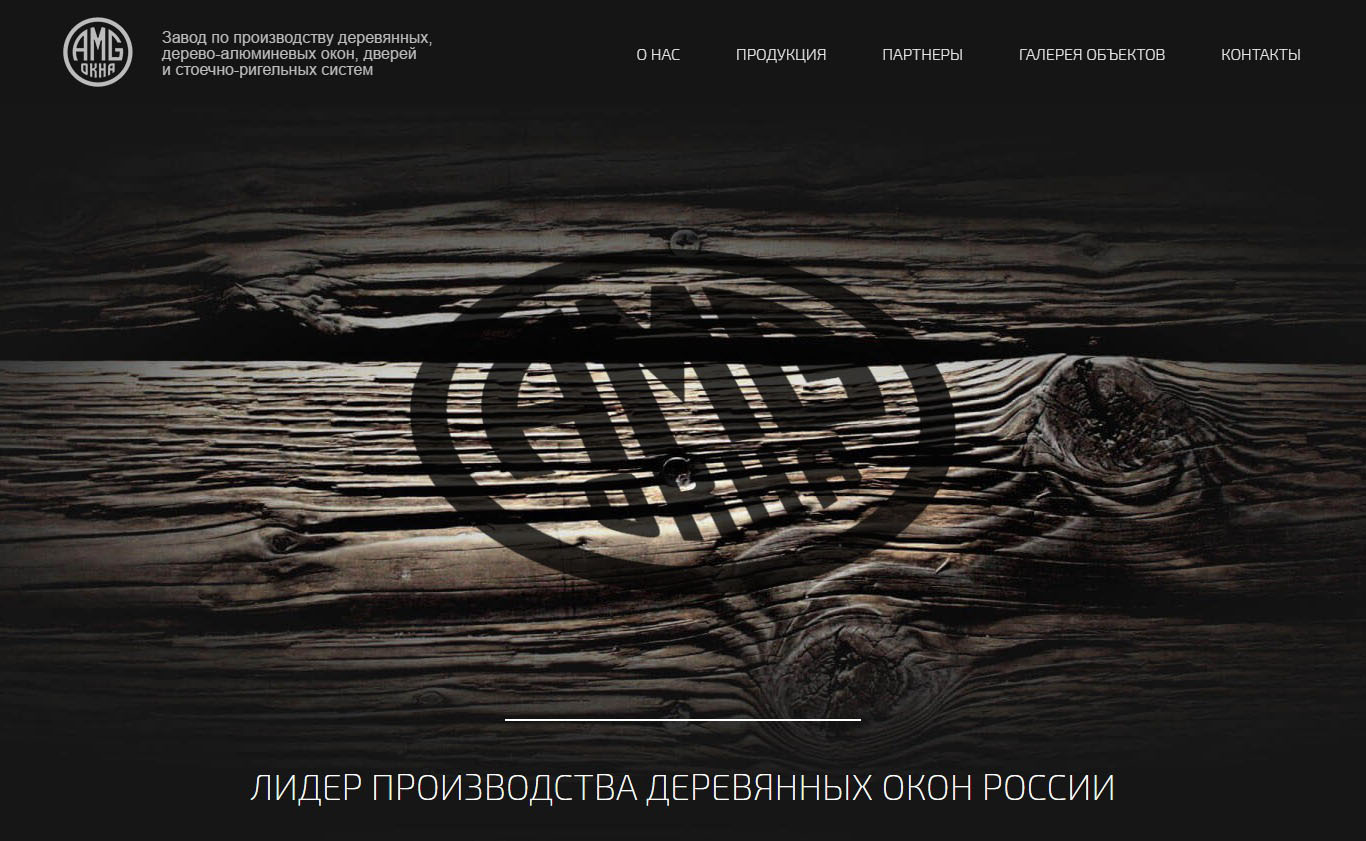 AMG
ОКНА
Завод по производству деревянных,
дерево-алюминевых окон, дверей
и стоечно-ригельных систем
О НАС
ПРОДУКЦИЯ
ПАРТНЕРЫ
ГАЛЕРЕЯ ОБЪЕКТОВ
КОНТАКТЫ
AMG
ОКНА
ЛИДЕР ПРОИЗВОДСТВА ДЕРЕВЯННЫХ ОКОН РОССИИ